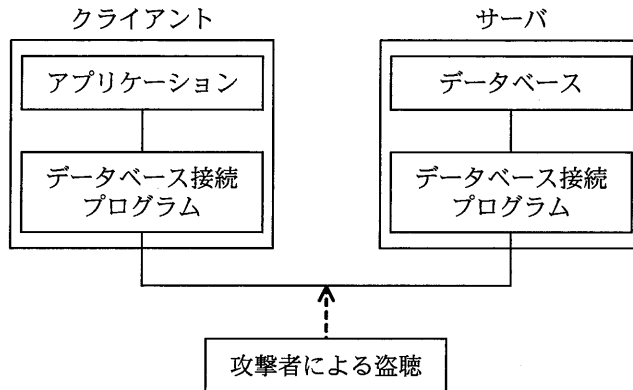 クライアント
サーバ
アプリケーション
データベース
データベース接続
プログラム
データベース接続
プログラム
攻撃者による盗聴